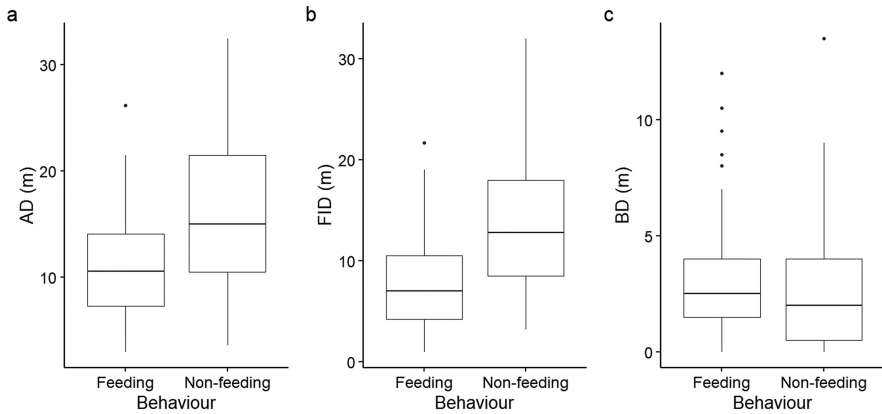 a
AD (m)
30
20
10
Feeding
Non-feeding
Behaviour
b
FID (m)
30
20
10
0
Feeding
Non-feeding
Behaviour
c
BD (m)
10
5
0
Feeding
Non-feeding
Behaviour